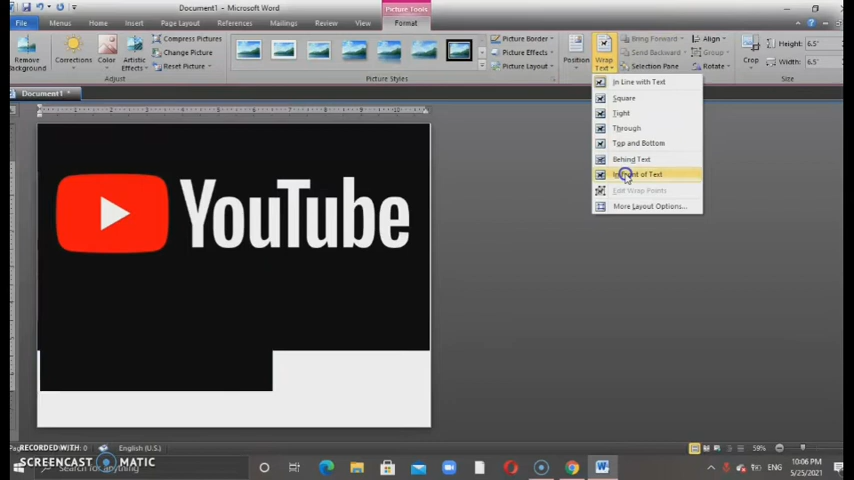 Document1 - Microsoft Word
Picture Tools
File
Menus
Home
Insert
Page Layout
References
Mailings
Review
View
Format
Remove Background
Corrections
Color
Artistic Effects
Compress Pictures
Change Picture
Reset Picture
Adjust
Picture Styles
Picture Border
Picture Effects
Picture Layout
Position
Wrap Text
Bring Forward
Send Backward
Selection Pane
Align
Group
Rotate
Crop
Height: 6.5"
Width: 6.5"
Size
Document1 *
In Line with Text
Square
Tight
Through
Top and Bottom
Behind Text
In Front of Text
Edit Wrap Points
More Layout Options...
YouTube
RECORDED WITH
SCREENCAST MATIC
English (U.S.)
59%
Search for anything
ENG
10:06 PM
5/25/2021